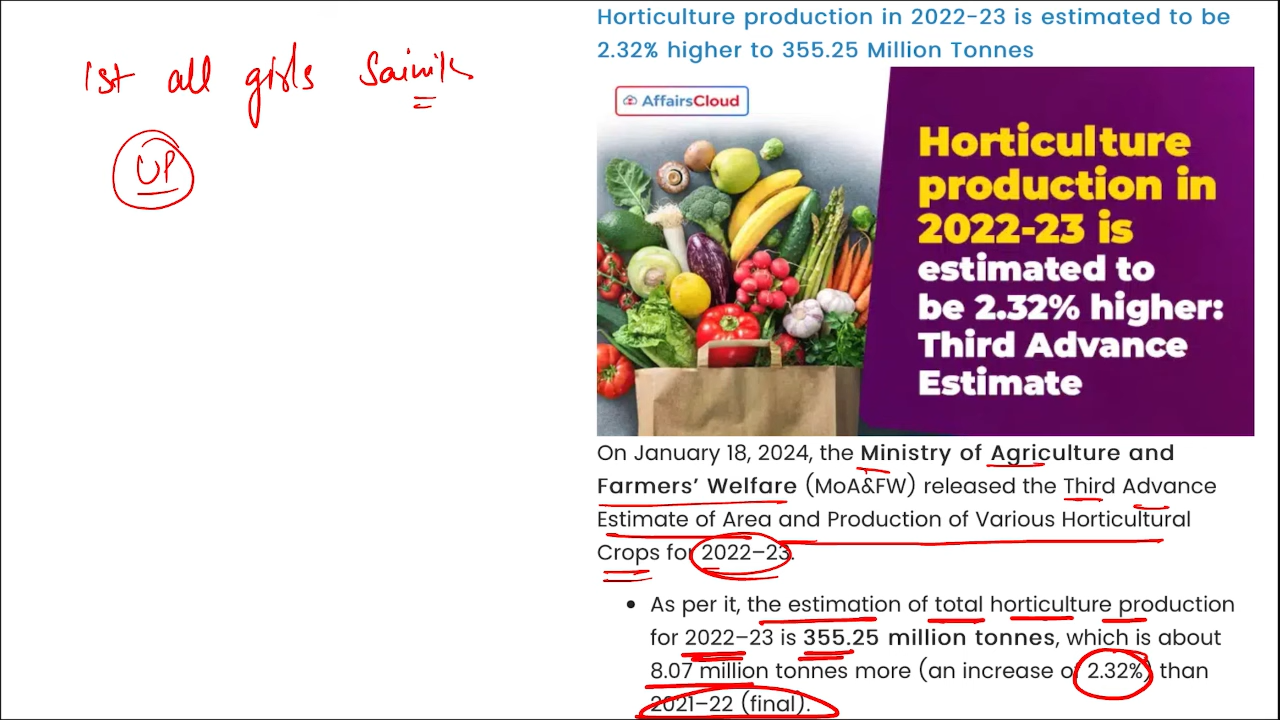 1st all girls Sainik
UP
Horticulture production in 2022-23 is estimated to be
2.32% higher to 355.25 Million Tonnes
AffairsCloud
Horticulture
production in
2022-23 is
estimated to
be 2.32% higher:
Third Advance
Estimate
On January 18, 2024, the Ministry of Agriculture and
Farmers’ Welfare (MoA&FW) released the Third Advance
Estimate of Area and Production of Various Horticultural
Crops for 2022–23.
• As per it, the estimation of total horticulture production
for 2022–23 is 355.25 million tonnes, which is about
8.07 million tonnes more (an increase of 2.32%) than
2021–22 (final).